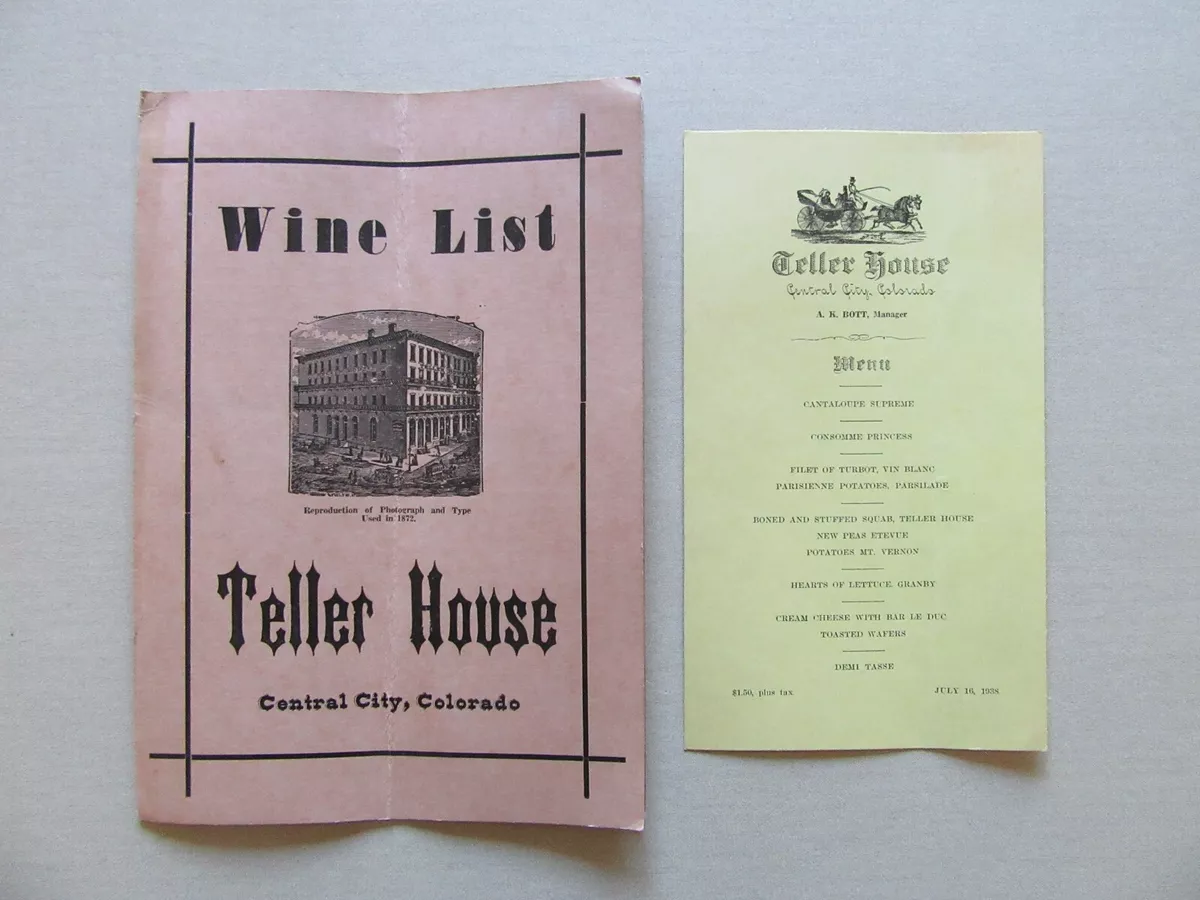 Wine List
Reproduction of Photograph and Type
Used in 1872.
Teller House
Central City, Colorado
Teller House
Central City, Colorado
A. K. BOTT, Manager
Menu
CANTALOUPE SUPREME
CONSOMME PRINCESS
FILET OF TURBOT, VIN BLANC
PARISIENNE POTATOES, PARSILADE
BONED AND STUFFED SQUAB, TELLER HOUSE
NEW PEAS ETEVUE
POTATOES MT. VERNON
HEARTS OF LETTUCE, GRANBY
CREAM CHEESE WITH BAR LE DUC
TOASTED WAFERS
DEMI TASSE
$1.50, plus tax JULY 16, 1938